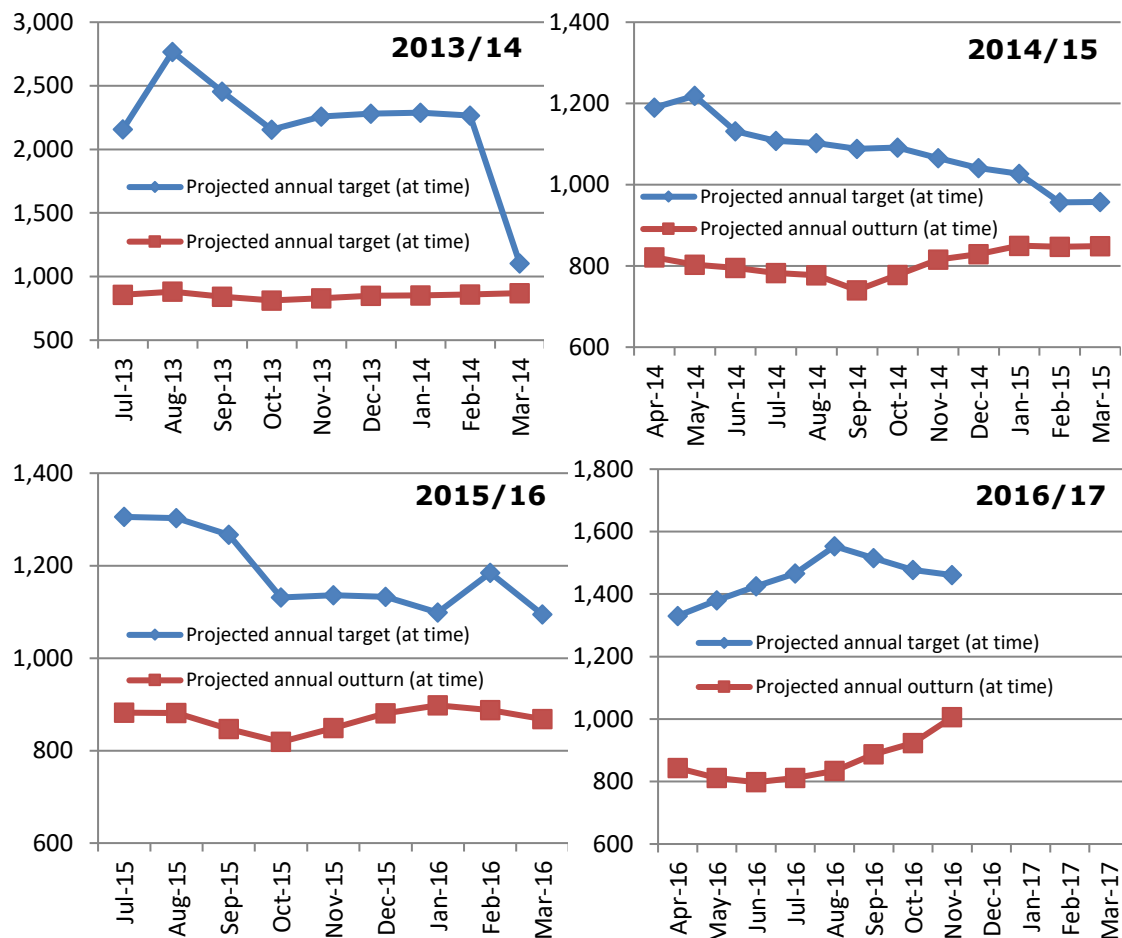 2013/14
3,000
2,500
2,000
1,500
1,000
500
Projected annual target (at time)
Projected annual target (at time)
Jul-13
Aug-13
Sep-13
Oct-13
Nov-13
Dec-13
Jan-14
Feb-14
Mar-14
2014/15
1,400
1,200
1,000
800
600
Projected annual target (at time)
Projected annual outturn (at time)
Apr-14
May-14
Jun-14
Jul-14
Aug-14
Sep-14
Oct-14
Nov-14
Dec-14
Jan-15
Feb-15
Mar-15
2015/16
1,400
1,200
1,000
800
600
Projected annual target (at time)
Projected annual outturn (at time)
Jul-15
Aug-15
Sep-15
Oct-15
Nov-15
Dec-15
Jan-16
Feb-16
Mar-16
2016/17
1,800
1,600
1,400
1,200
1,000
800
600
Projected annual target (at time)
Projected annual outturn (at time)
Apr-16
May-16
Jun-16
Jul-16
Aug-16
Sep-16
Oct-16
Nov-16
Dec-16
Jan-17
Feb-17
Mar-17